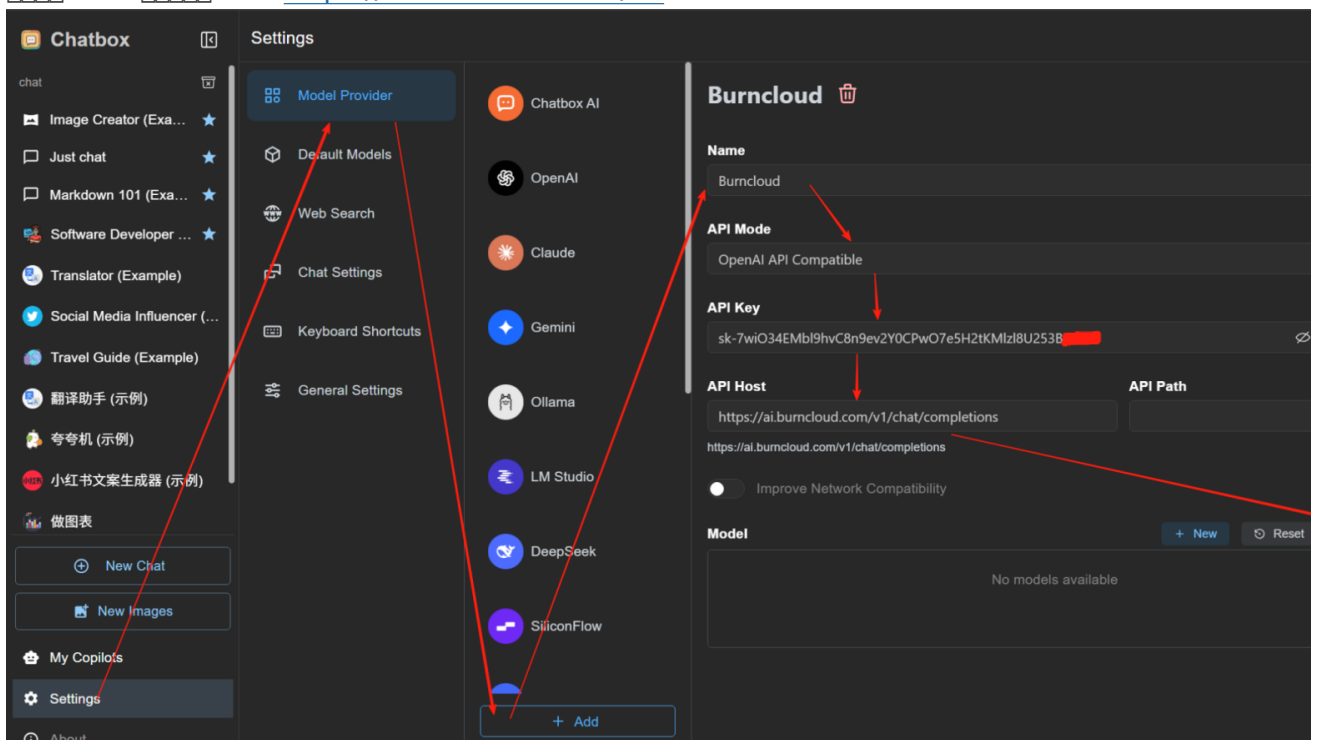 Chatbox
Settings
chat
Image Creator (Exa...
Just chat
Markdown 101 (Exa...
Software Developer ...
Translator (Example)
Social Media Influencer (...
Travel Guide (Example)
翻译助手 (示例)
夸夸机 (示例)
小红书文案生成器 (示例)
做图表
New Chat
New Images
My Copilots
Settings
About
Model Provider
Default Models
Web Search
Chat Settings
Keyboard Shortcuts
General Settings
Chatbox AI
OpenAI
Claude
Gemini
Ollama
LM Studio
DeepSeek
SiliconFlow
+ Add
Burncloud
Name
Burncloud
API Mode
OpenAI API Compatible
API Key
sk-7wiO34EMbl9hvC8n9ev2Y0CPwO7e5H2tKMlzl8U253B
API Host
API Path
https://ai.burncloud.com/v1/chat/completions
https://ai.burncloud.com/v1/chat/completions
Improve Network Compatibility
Model
+ New
Reset
No models available